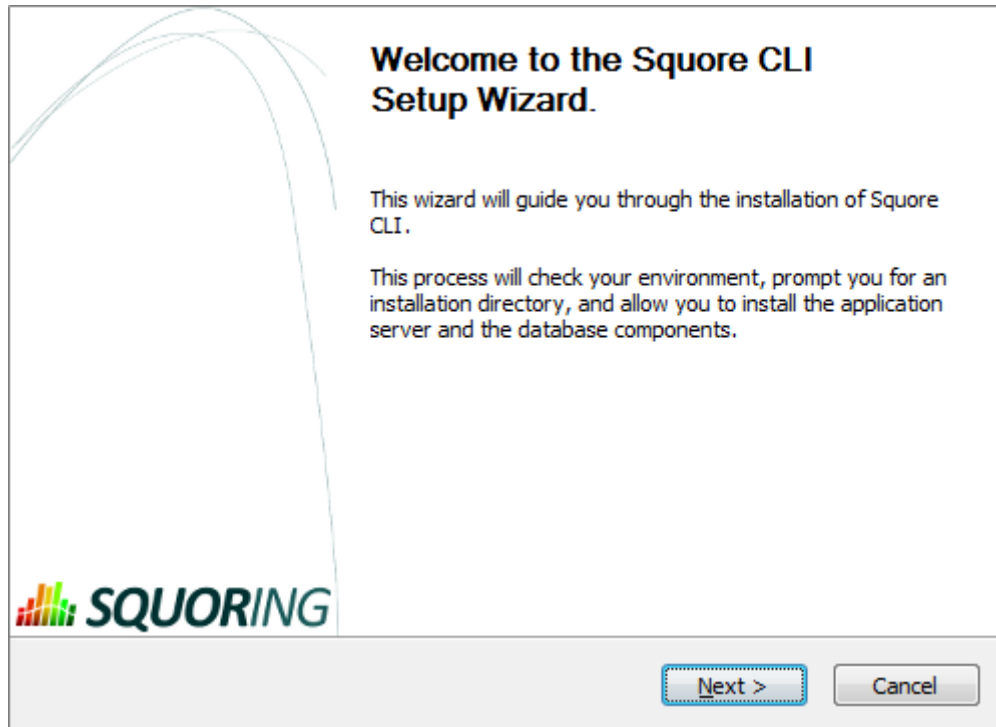 Welcome to the Squore CLI
Setup Wizard.
This wizard will guide you through the installation of Squore
CLI.
This process will check your environment, prompt you for an
installation directory, and allow you to install the application
server and the database components.
SQUORING
Next >
Cancel